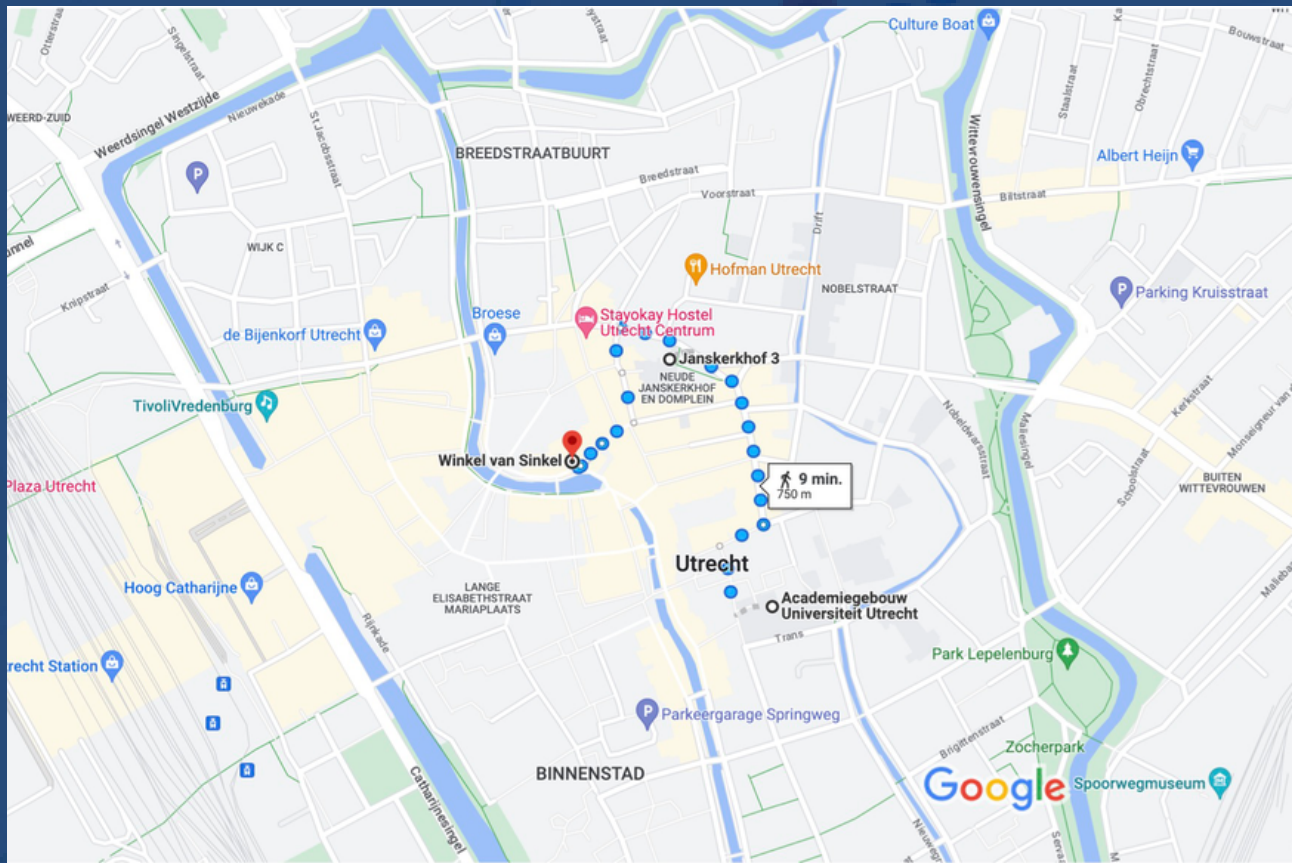 Culture Boat
Bouwstraat
Otterstraat
Singelstraat
Staalstraat
Obrechtstraat
WEERD-ZUID
Weerdsingel Westzijde
Nieuwekade
St Jacobsstraat
Wittevrouwensingel
BREEDSTRAATBUURT
Albert Heijn
P
Breedstraat
Voorstraat
Biltstraat
Drift
WIJK C
Knipstraat
Hofman Utrecht
NOBELSTRAAT
P
Parking Kruisstraat
Broese
Stayokay Hostel
Utrecht Centrum
de Bijenkorf Utrecht
Janskerkhof 3
NEUDE
JANSKERKHOF
EN DOMPLEIN
TivoliVredenburg
Kerkstraat
Nobeldwarsstraat
Maliesingel
Schoolstraat
Winkel van Sinkel
Plaza Utrecht
9 min.
750 m
BUITEN
WITTEVROUWEN
Utrecht
Hoog Catharijne
LANGE
ELISABETHSTRAAT
MARIAPLAATS
Academiegebouw
Universiteit Utrecht
Rijnkade
Trans
Park Lepelenburg
P
Parkeergarage Springweg
Brigittenstraat
Zocherpark
BINNENSTAD
Catharijnesingel
Google
Spoorwegmuseum